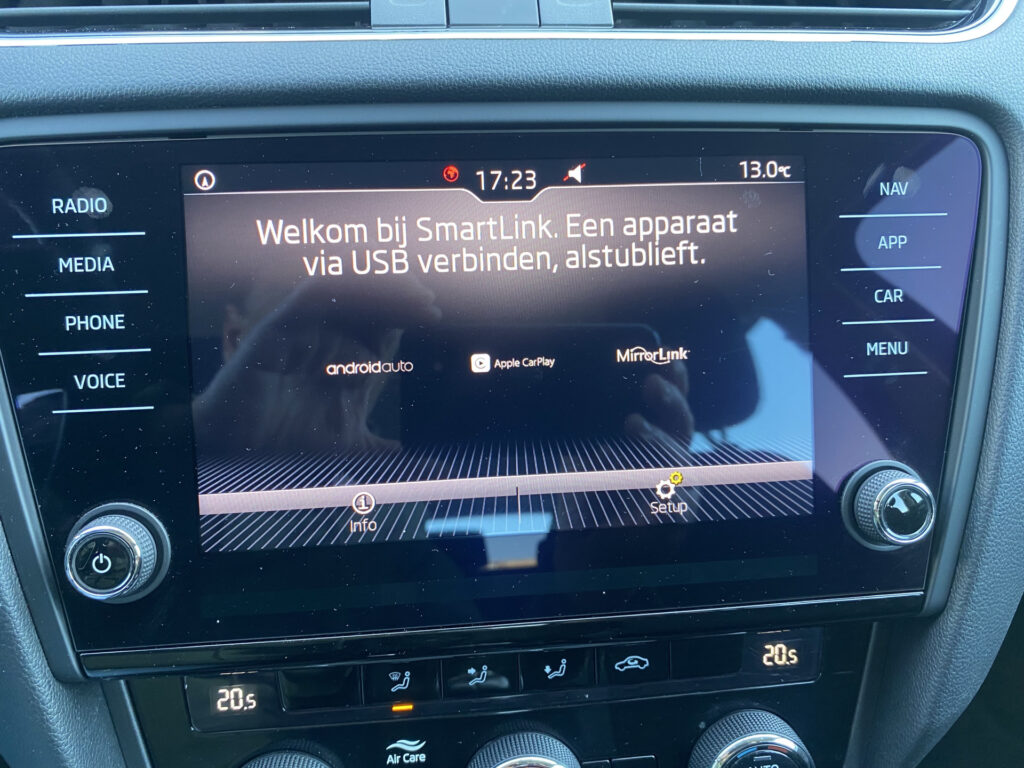 17:23
13.0°C
RADIO
MEDIA
PHONE
VOICE
Welkom bij SmartLink. Een apparaat
via USB verbinden, alstublieft.
androidauto
Apple CarPlay
MirrorLink
Info
Setup
NAV
APP
CAR
MENU
20.5
20.5
Air Care
AUTO